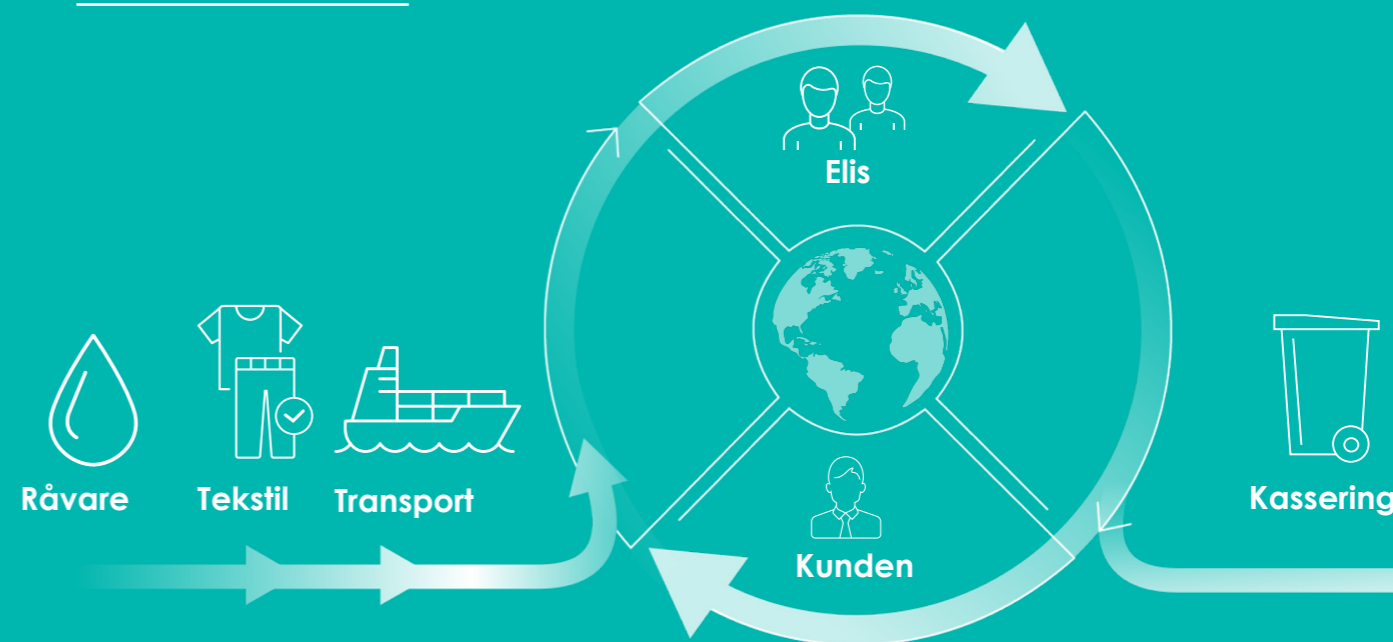 Elis
Råvare
Tekstil
Transport
Kassering
Kunden